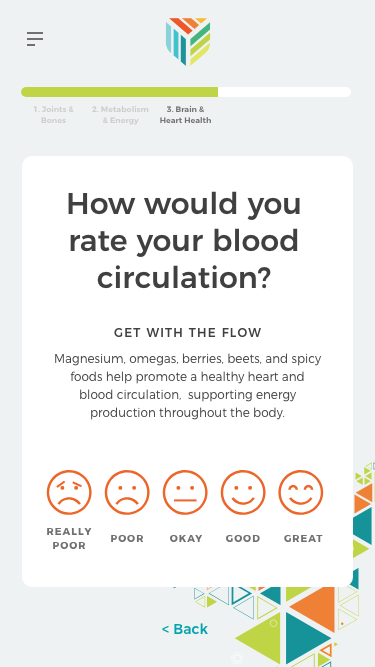 1. Joints & Bones
2. Metabolism & Energy
3. Brain & Heart Health
How would you
rate your blood
circulation?
GET WITH THE FLOW
Magnesium, omegas, berries, beets, and spicy
foods help promote a healthy heart and
blood circulation, supporting energy
production throughout the body.
REALLY POOR
POOR
OKAY
GOOD
GREAT
< Back